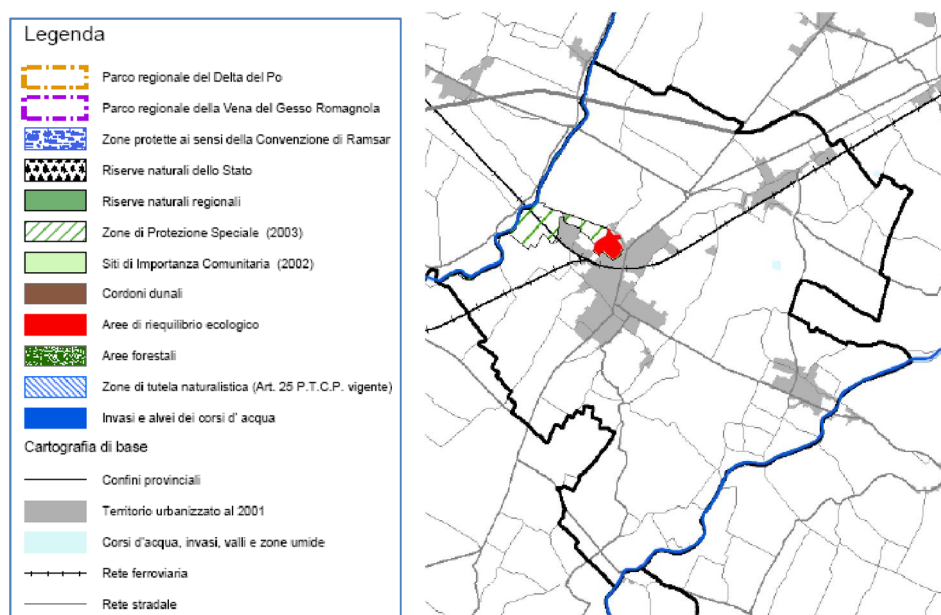 Legenda
Parco regionale del Delta del Po
Parco regionale della Vena del Gesso Romagnola
Zone protette ai sensi della Convenzione di Ramsar
Riserve naturali dello Stato
Riserve naturali regionali
Zone di Protezione Speciale (2003)
Siti di Importanza Comunitaria (2002)
Cordoni dunali
Aree di riequilibrio ecologico
Aree forestali
Zone di tutela naturalistica (Art. 25 P.T.C.P. vigente)
Invasi e alvei dei corsi d' acqua
Cartografia di base
Confini provinciali
Territorio urbanizzato al 2001
Corsi d'acqua, invasi, valli e zone umide
Rete ferroviaria
Rete stradale